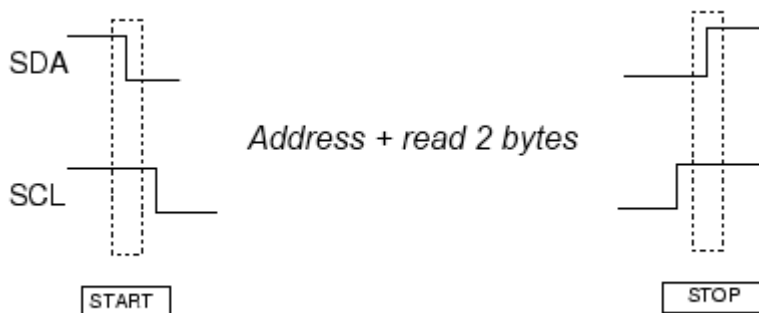 SDA
Address + read 2 bytes
SCL
START
STOP